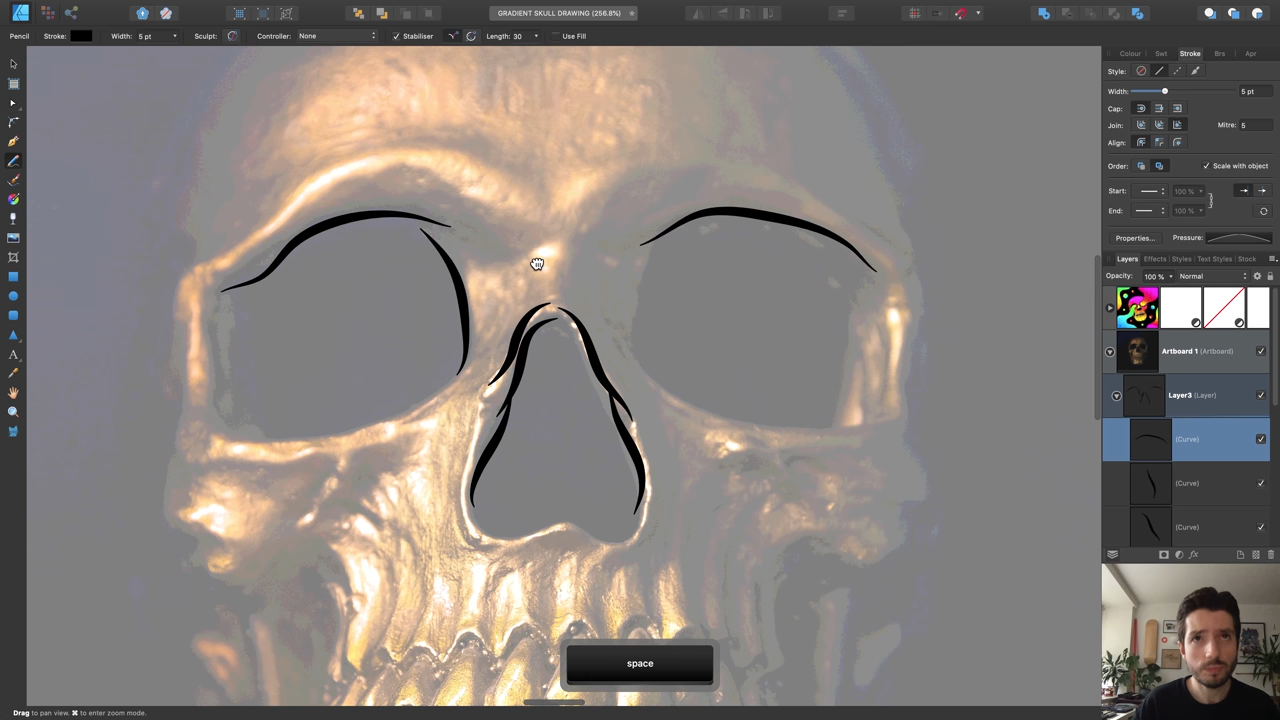 GRADIENT SKULL DRAWING (256.8%)
Pencil Stroke: Width: 5 pt Sculpt: Controller: None Stabiliser Length: 30 Use Fill
Colour Swt Stroke Brs Apr
Style:
Width: 5 pt
Cap:
Join: Mitre: 5
Align:
Order: Scale with object
Start: 100 %
End: 100 %
Properties... Pressure:
Layers Effects Styles Text Styles Stock
Opacity: 100 % Normal
Artboard 1 (Artboard)
Layer3 (Layer)
(Curve)
(Curve)
(Curve)
space
Drag to pan view. ⌘ to enter zoom mode.